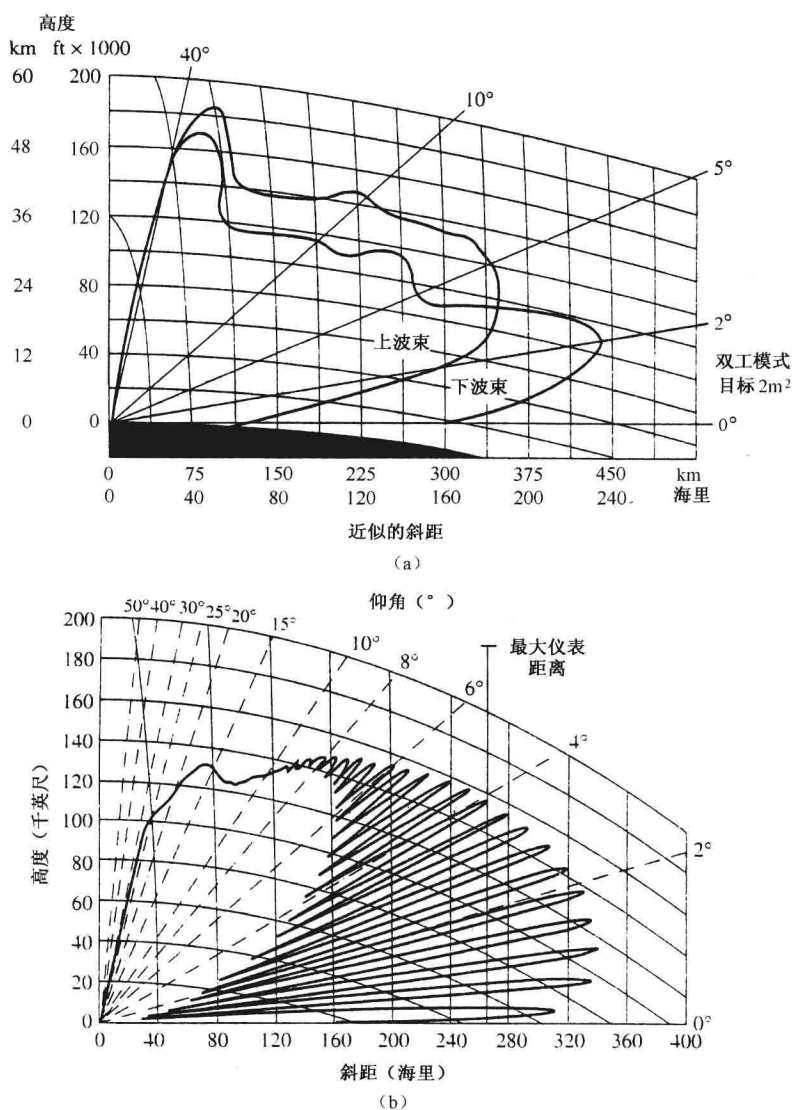 高度
km ft × 1000
40°
60 200
10°
48 160
5°
36 120
24 80
2°
上波束
双工模式
12 40
下波束
目标 2m²
0 0
0°
0 75 150 225 300 375 450 km
0 40 80 120 160 200 240 海里
近似的斜距
(a)
仰角 (°)
50° 40° 30° 25° 20° 15° 10° 8° 6° 4° 2° 0°
最大仪表
距离
200
180
160
140
120
100
80
60
40
20
0
高度 (千英尺)
0 40 80 120 160 200 240 280 320 360 400
斜距 (海里)
(b)